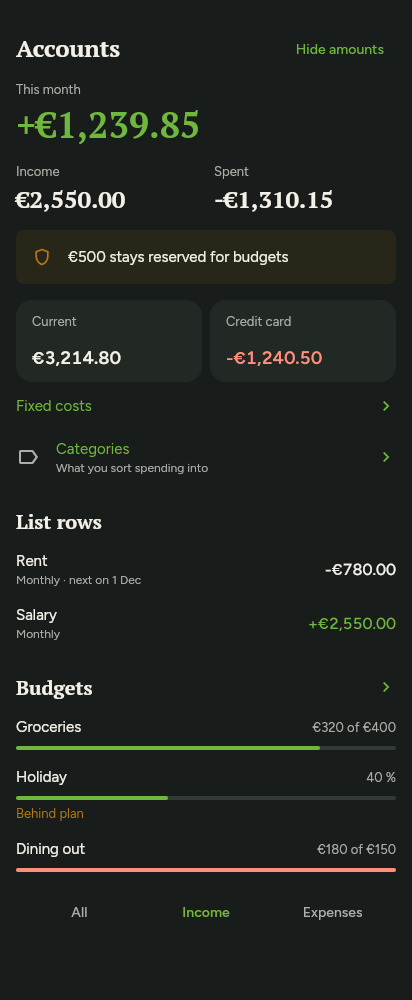 Accounts
Hide amounts
This month
+€1,239.85
Income
Spent
€2,550.00
-€1,310.15
€500 stays reserved for budgets
Current
Credit card
€3,214.80
-€1,240.50
Fixed costs
Categories
What you sort spending into
List rows
Rent
-€780.00
Monthly · next on 1 Dec
Salary
+€2,550.00
Monthly
Budgets
Groceries
€320 of €400
Holiday
40 %
Behind plan
Dining out
€180 of €150
All
Income
Expenses